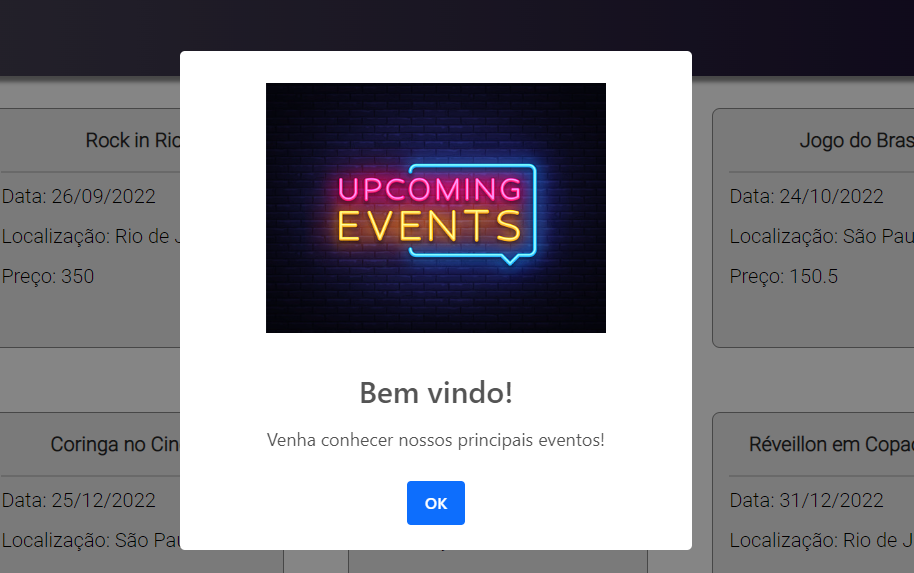 Rock in Rio
Data: 26/09/2022
Localização: Rio de
Preço: 350
UPCOMING
EVENTS
Bem vindo!
Venha conhecer nossos principais eventos!
OK
Jogo do Bras
Data: 24/10/2022
Localização: São Pau
Preço: 150.5
Coringa no Cin
Data: 25/12/2022
Localização: São Pau
Réveillon em Copac
Data: 31/12/2022
Localização: Rio de J